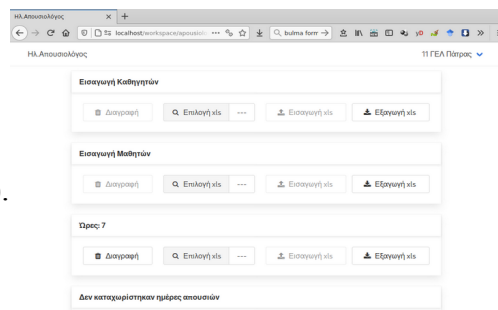 Ηλ.Απουσιολόγος
localhost/workspace/apousiol
bulma form
Ηλ.Απουσιολόγος 11 ΓΕΛ Πάτρας
Εισαγωγή Καθηγητών
Διαγραφή Επιλογή xls --- Εισαγωγή xls Εξαγωγή xls
Εισαγωγή Μαθητών
Διαγραφή Επιλογή xls --- Εισαγωγή xls Εξαγωγή xls
Ώρες: 7
Διαγραφή Επιλογή xls --- Εισαγωγή xls Εξαγωγή xls
Δεν καταχωρίστηκαν ημέρες απουσιών